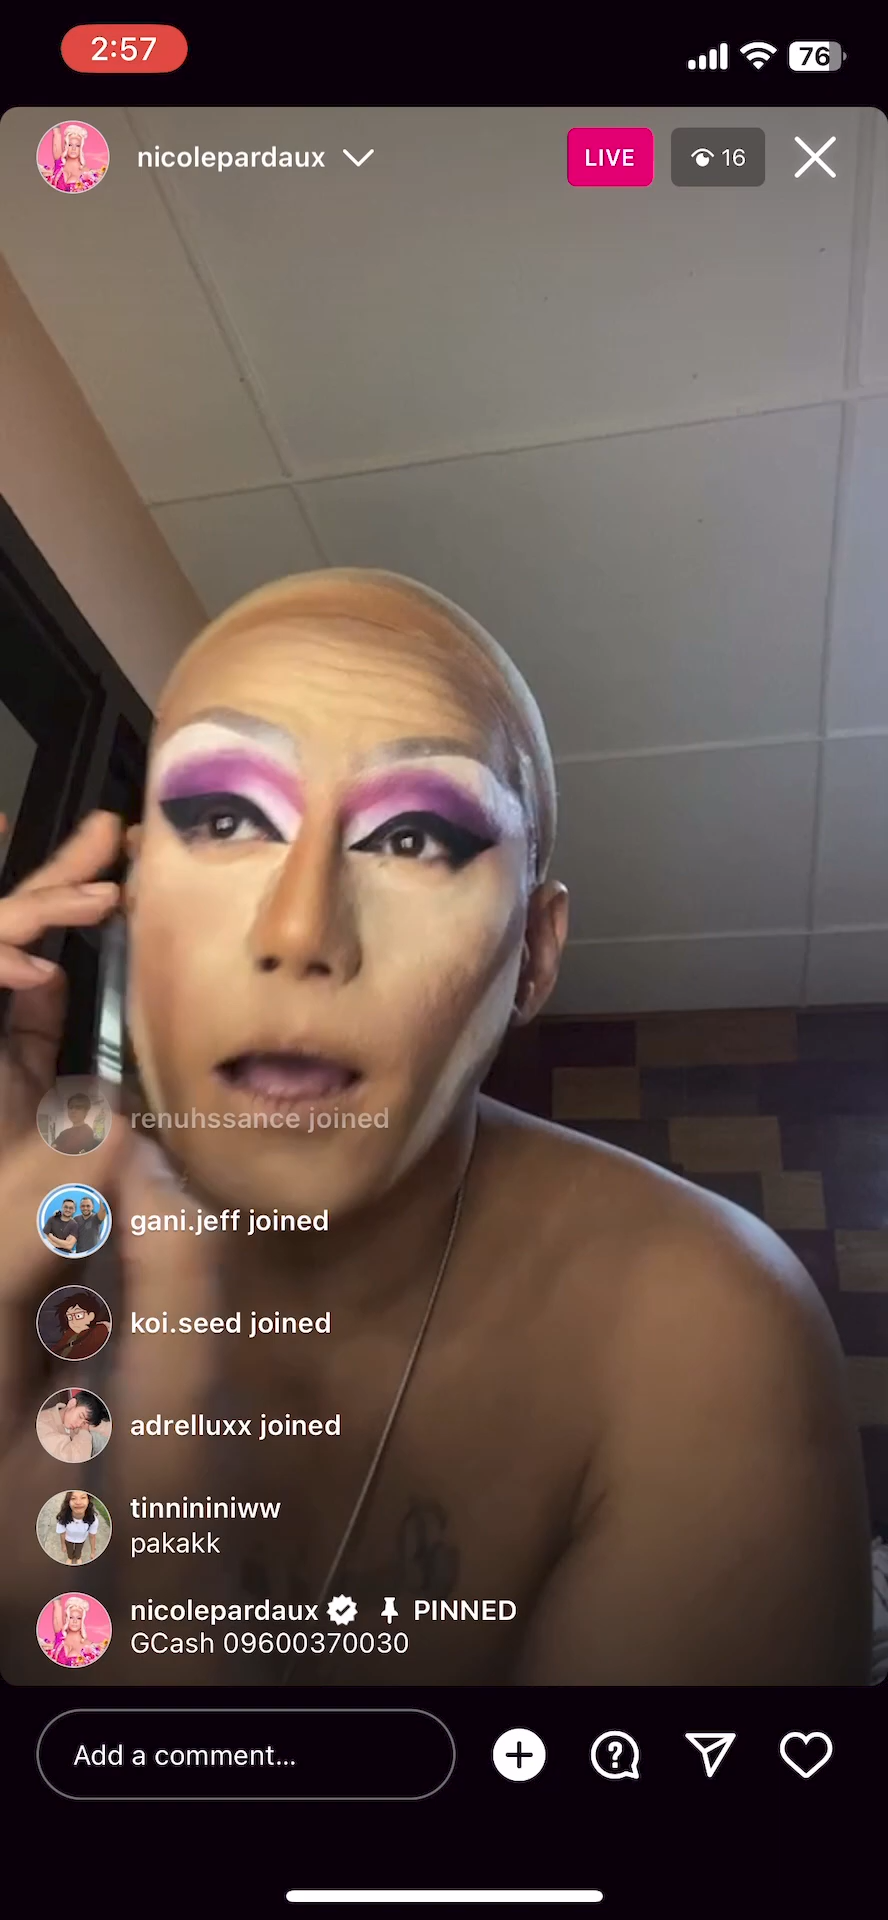 2:57
76
nicolepardaux
LIVE
16
renuhssance joined
gani.jeff joined
koi.seed joined
adrelluxx joined
tinnininiww
pakakk
nicolepardaux PINNED
GCash 09600370030
Add a comment...